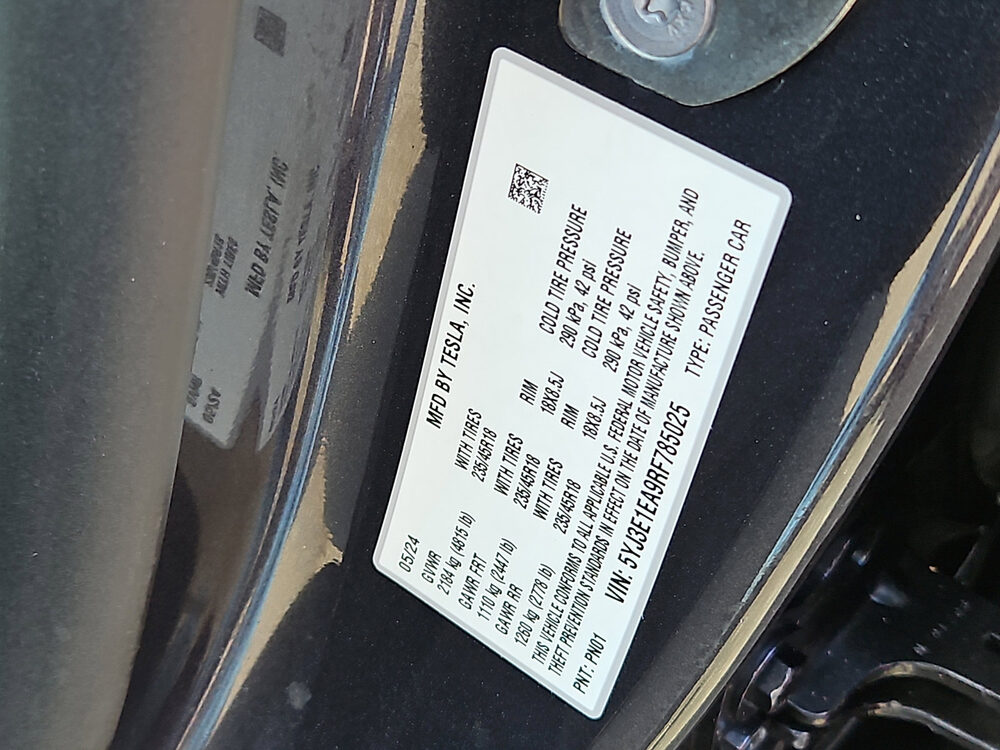 MFD BY TESLA, INC.
05/24
GVWR
2184 kg (4815 lb)
WITH TIRES
235/45R18
RIM
18X8.5J
COLD TIRE PRESSURE
290 kPa, 42 psi
GAWR FRT
1110 kg (2447 lb)
WITH TIRES
235/45R18
RIM
18X8.5J
COLD TIRE PRESSURE
290 kPa, 42 psi
GAWR RR
1260 kg (2778 lb)
WITH TIRES
235/45R18
THIS VEHICLE CONFORMS TO ALL APPLICABLE U.S. FEDERAL MOTOR VEHICLE SAFETY, BUMPER, AND
THEFT PREVENTION STANDARDS IN EFFECT ON THE DATE OF MANUFACTURE SHOWN ABOVE.
VIN: 5YJ3E1EA9RF785025
TYPE: PASSENGER CAR
PNT: PN01